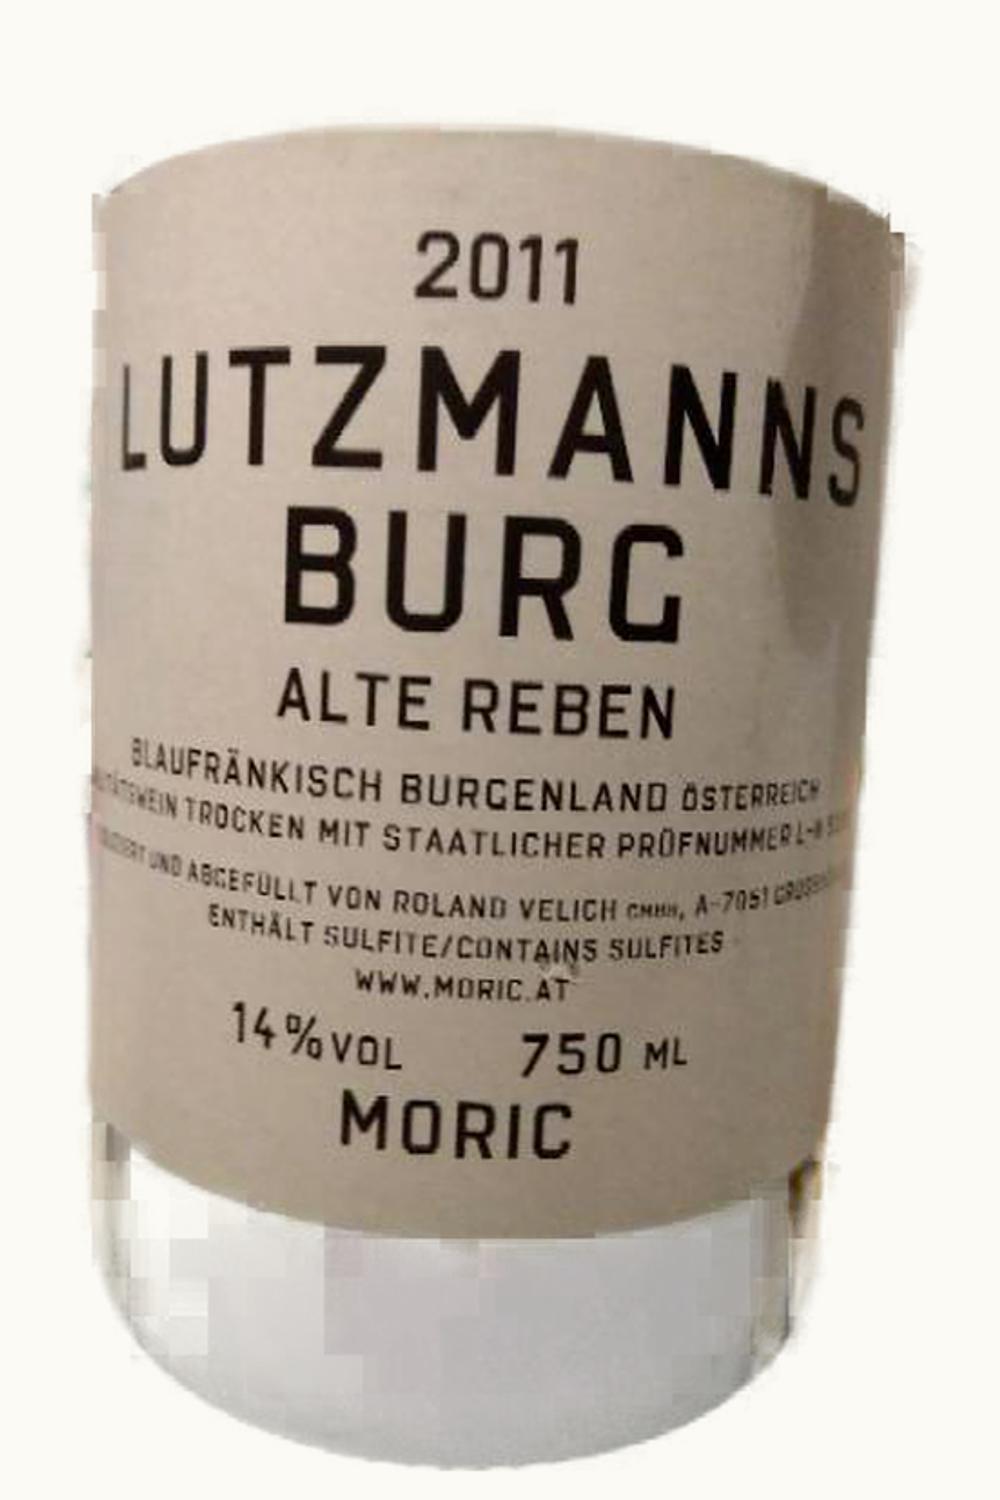 2011
LUTZMANNS
BURG
ALTE REBEN
BLAUFRÄNKISCH BURGENLAND ÖSTERREICH
TROCKEN MIT STAATLICHER PRÜFNUMMER
UND ABGEFÜLLT VON ROLAND VELICH GMBH, A-7051
ENTHÄLT SULFITE/CONTAINS SULFITES
WWW.MORIC.AT
14%VOL 750 ML
MORIC